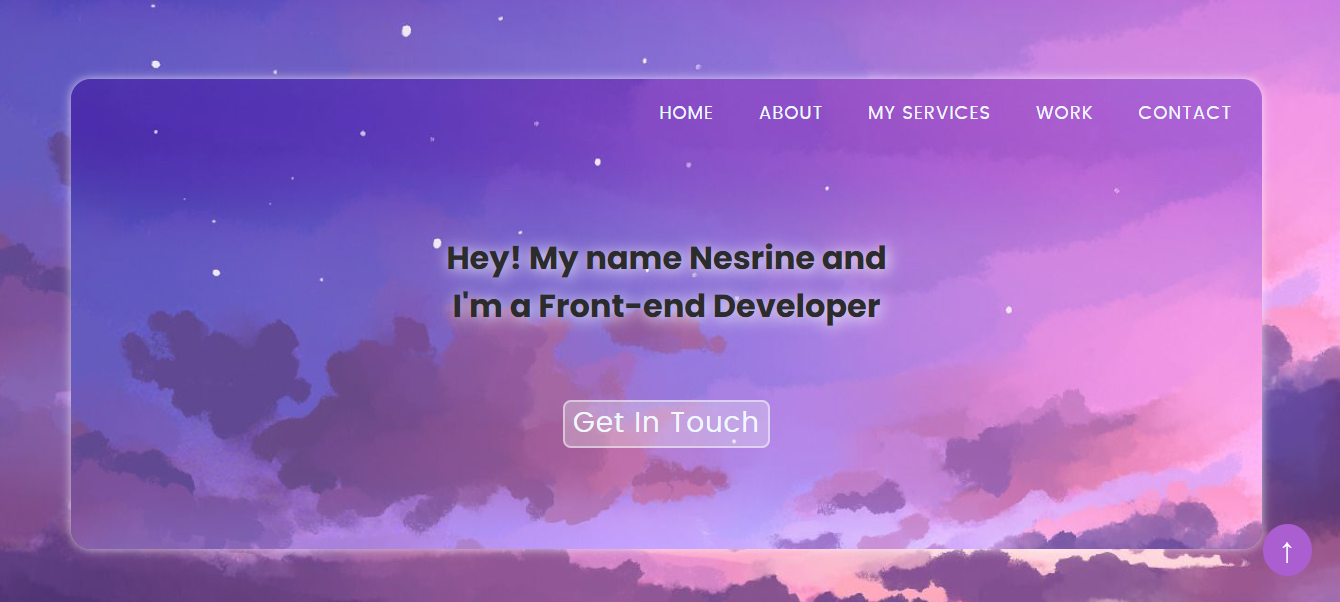 HOME ABOUT MY SERVICES WORK CONTACT
Hey! My name Nesrine and
I'm a Front-end Developer
Get In Touch
↑